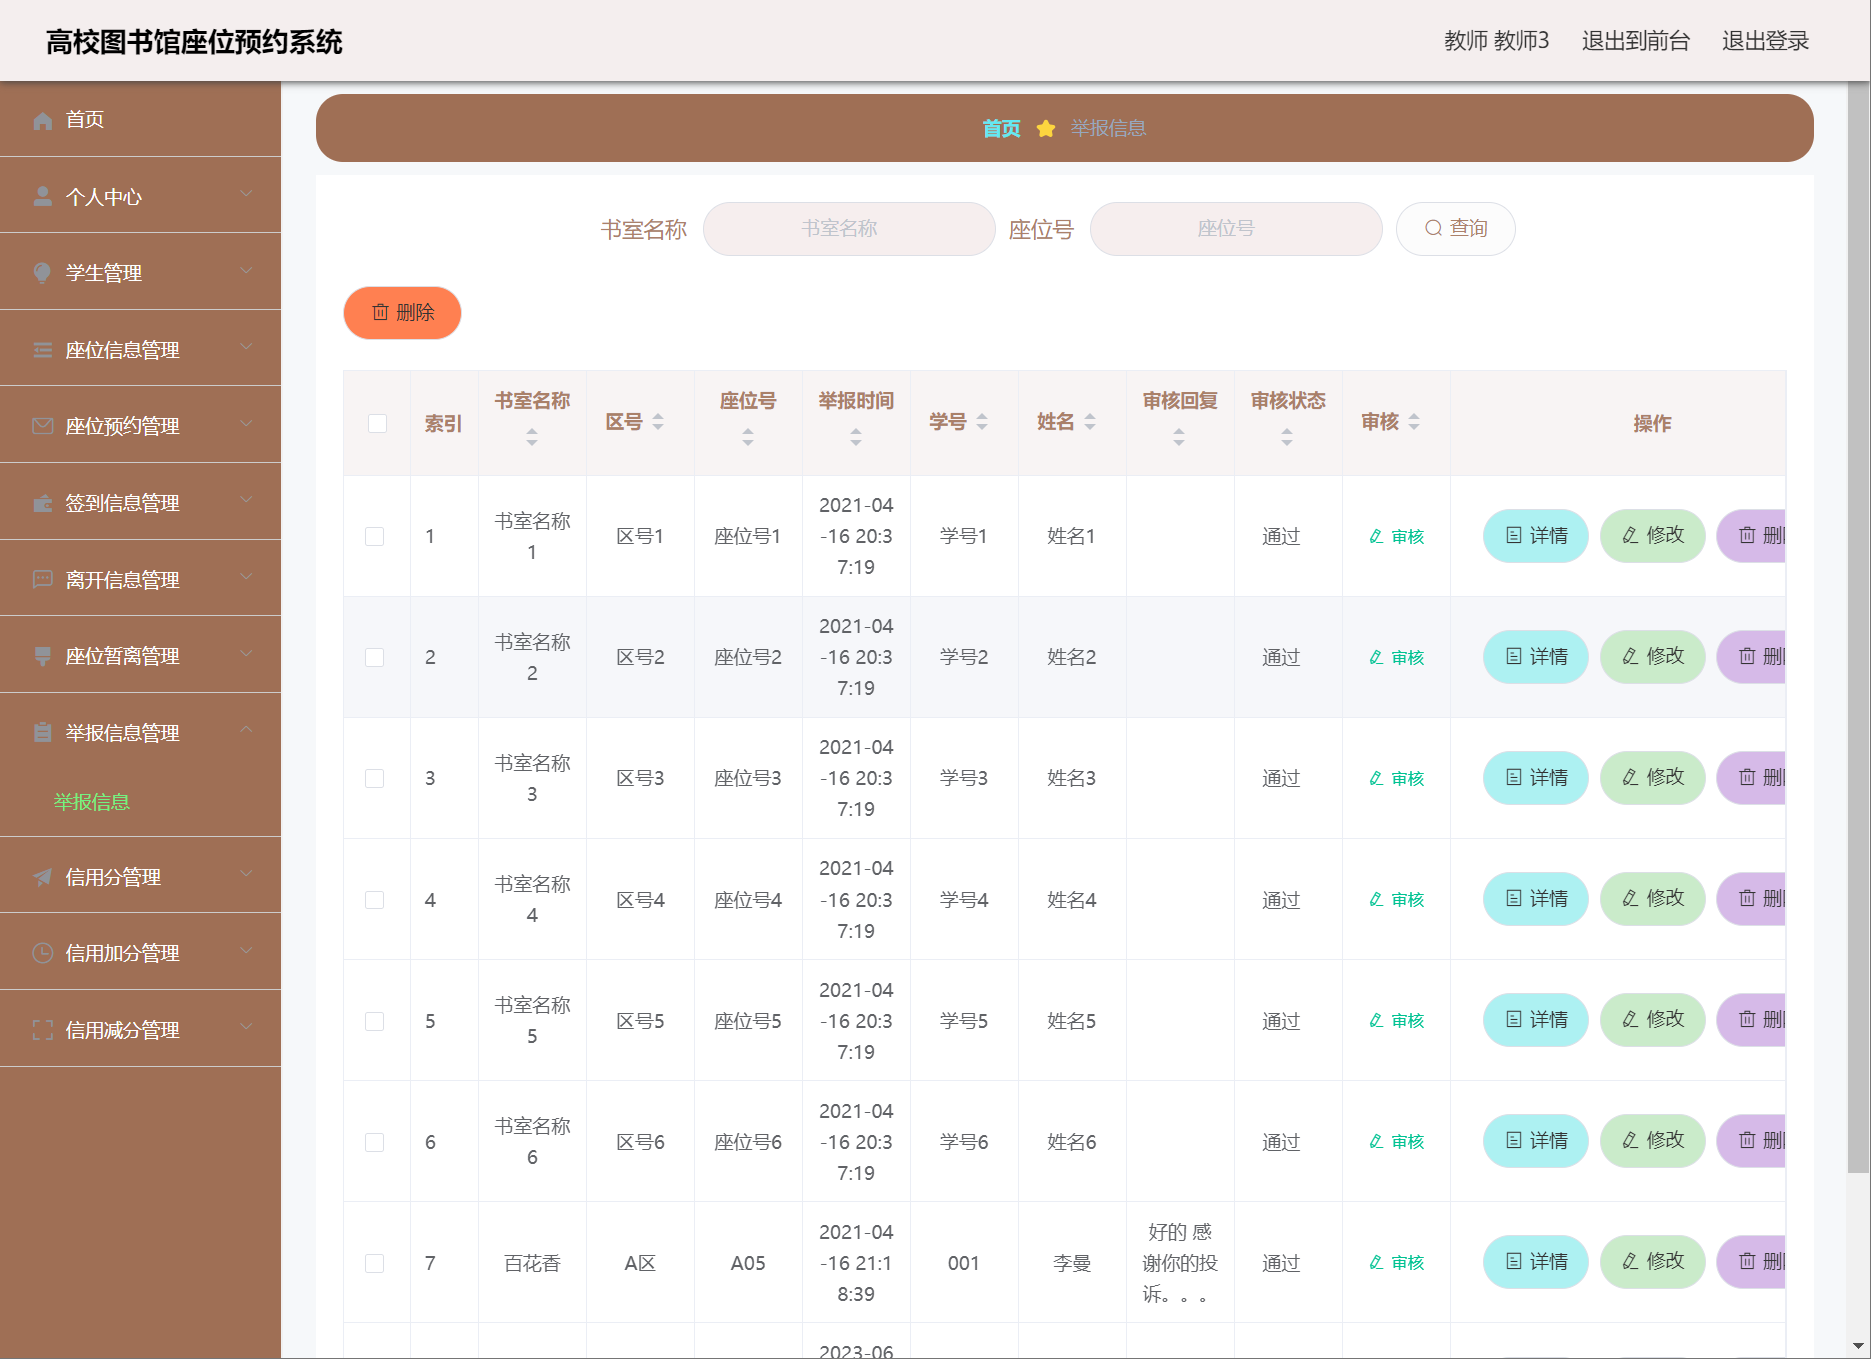 高校图书馆座位预约系统
教师 教师3 退出到前台 退出登录
首页
个人中心
学生管理
座位信息管理
座位预约管理
签到信息管理
离开信息管理
座位暂离管理
举报信息管理
举报信息
信用分管理
信用加分管理
信用减分管理
首页 举报信息
书室名称 书室名称 座位号 座位号 查询
删除
索引 书室名称 区号 座位号 举报时间 学号 姓名 审核回复 审核状态 审核 操作
1 书室名称1 区号1 座位号1 2021-04-16 20:37:19 学号1 姓名1 通过 审核 详情 修改 删
2 书室名称2 区号2 座位号2 2021-04-16 20:37:19 学号2 姓名2 通过 审核 详情 修改 删
3 书室名称3 区号3 座位号3 2021-04-16 20:37:19 学号3 姓名3 通过 审核 详情 修改 删
4 书室名称4 区号4 座位号4 2021-04-16 20:37:19 学号4 姓名4 通过 审核 详情 修改 删
5 书室名称5 区号5 座位号5 2021-04-16 20:37:19 学号5 姓名5 通过 审核 详情 修改 删
6 书室名称6 区号6 座位号6 2021-04-16 20:37:19 学号6 姓名6 通过 审核 详情 修改 删
7 百花香 A区 A05 2021-04-16 21:18:39 001 李曼 好的 感谢你的投诉。。。 通过 审核 详情 修改 删
2023-06